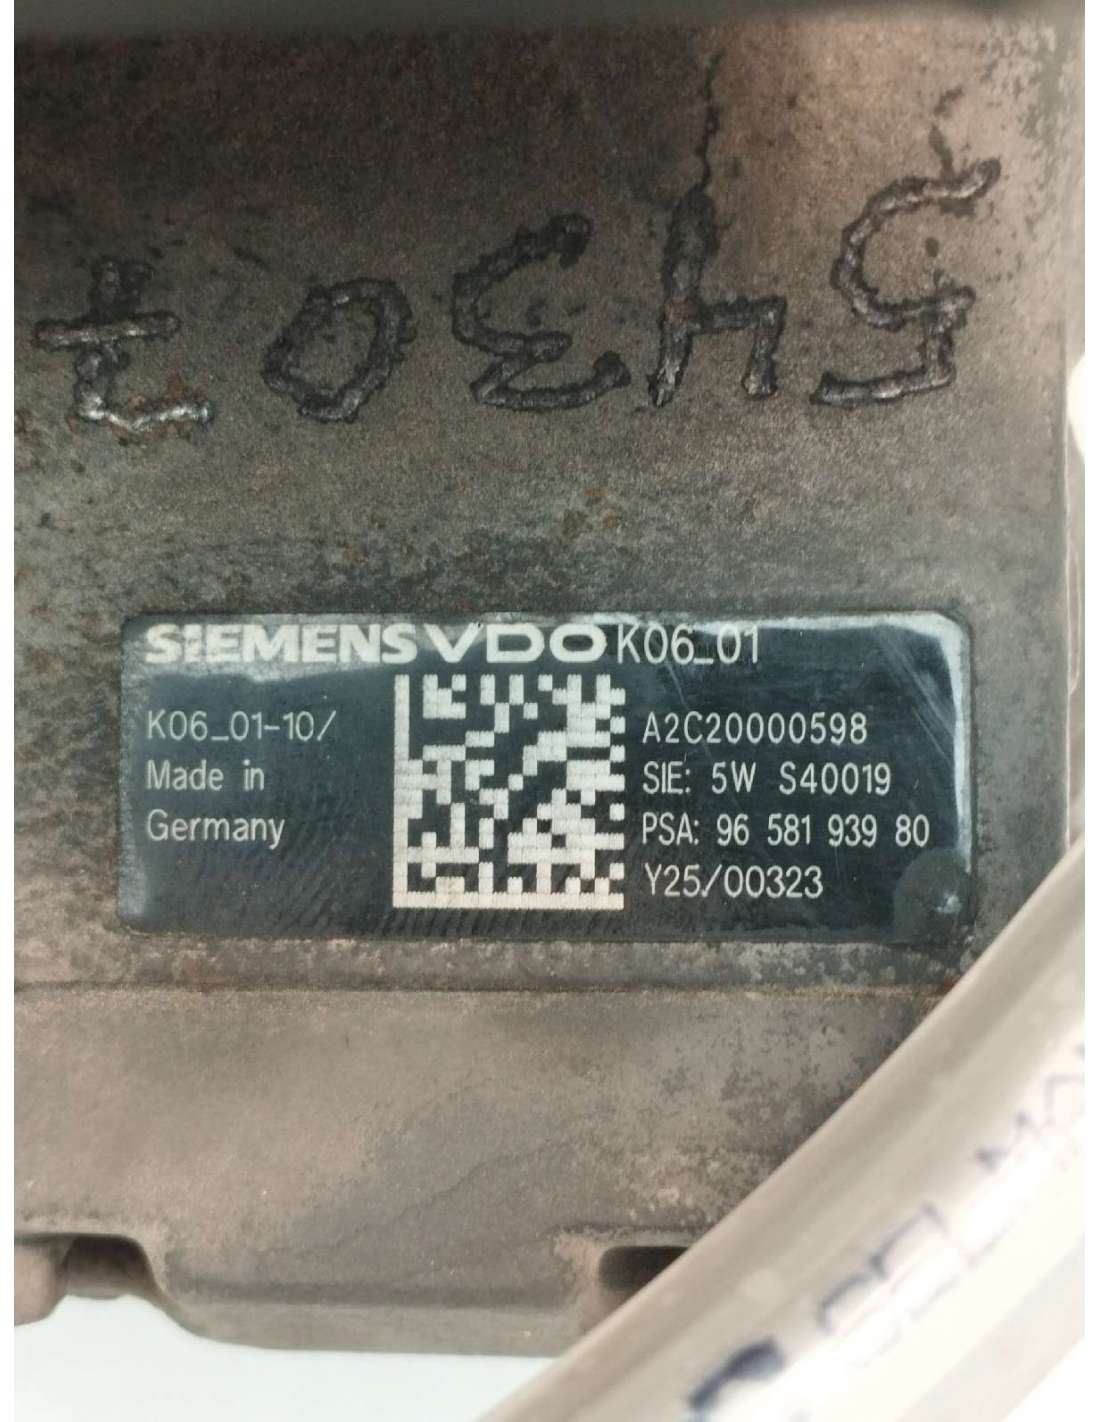 54307
SIEMENS VDO K06_01
K06_01-10/
Made in
Germany
A2C20000598
SIE: 5W S40019
PSA: 96 581 939 80
Y25/00323